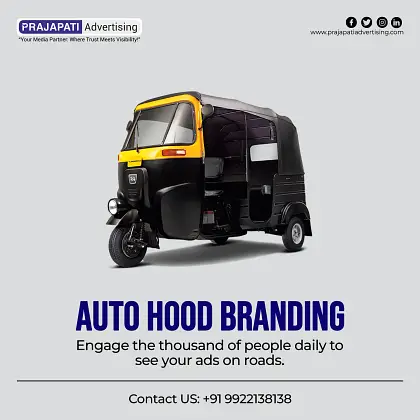 PRAJAPATI Advertising
"Your Media Partner: Where Trust Meets Visibility!"
www.prajapatiadvertising.com
AUTO HOOD BRANDING
Engage the thousand of people daily to
see your ads on roads.
Contact US: +91 9922138138